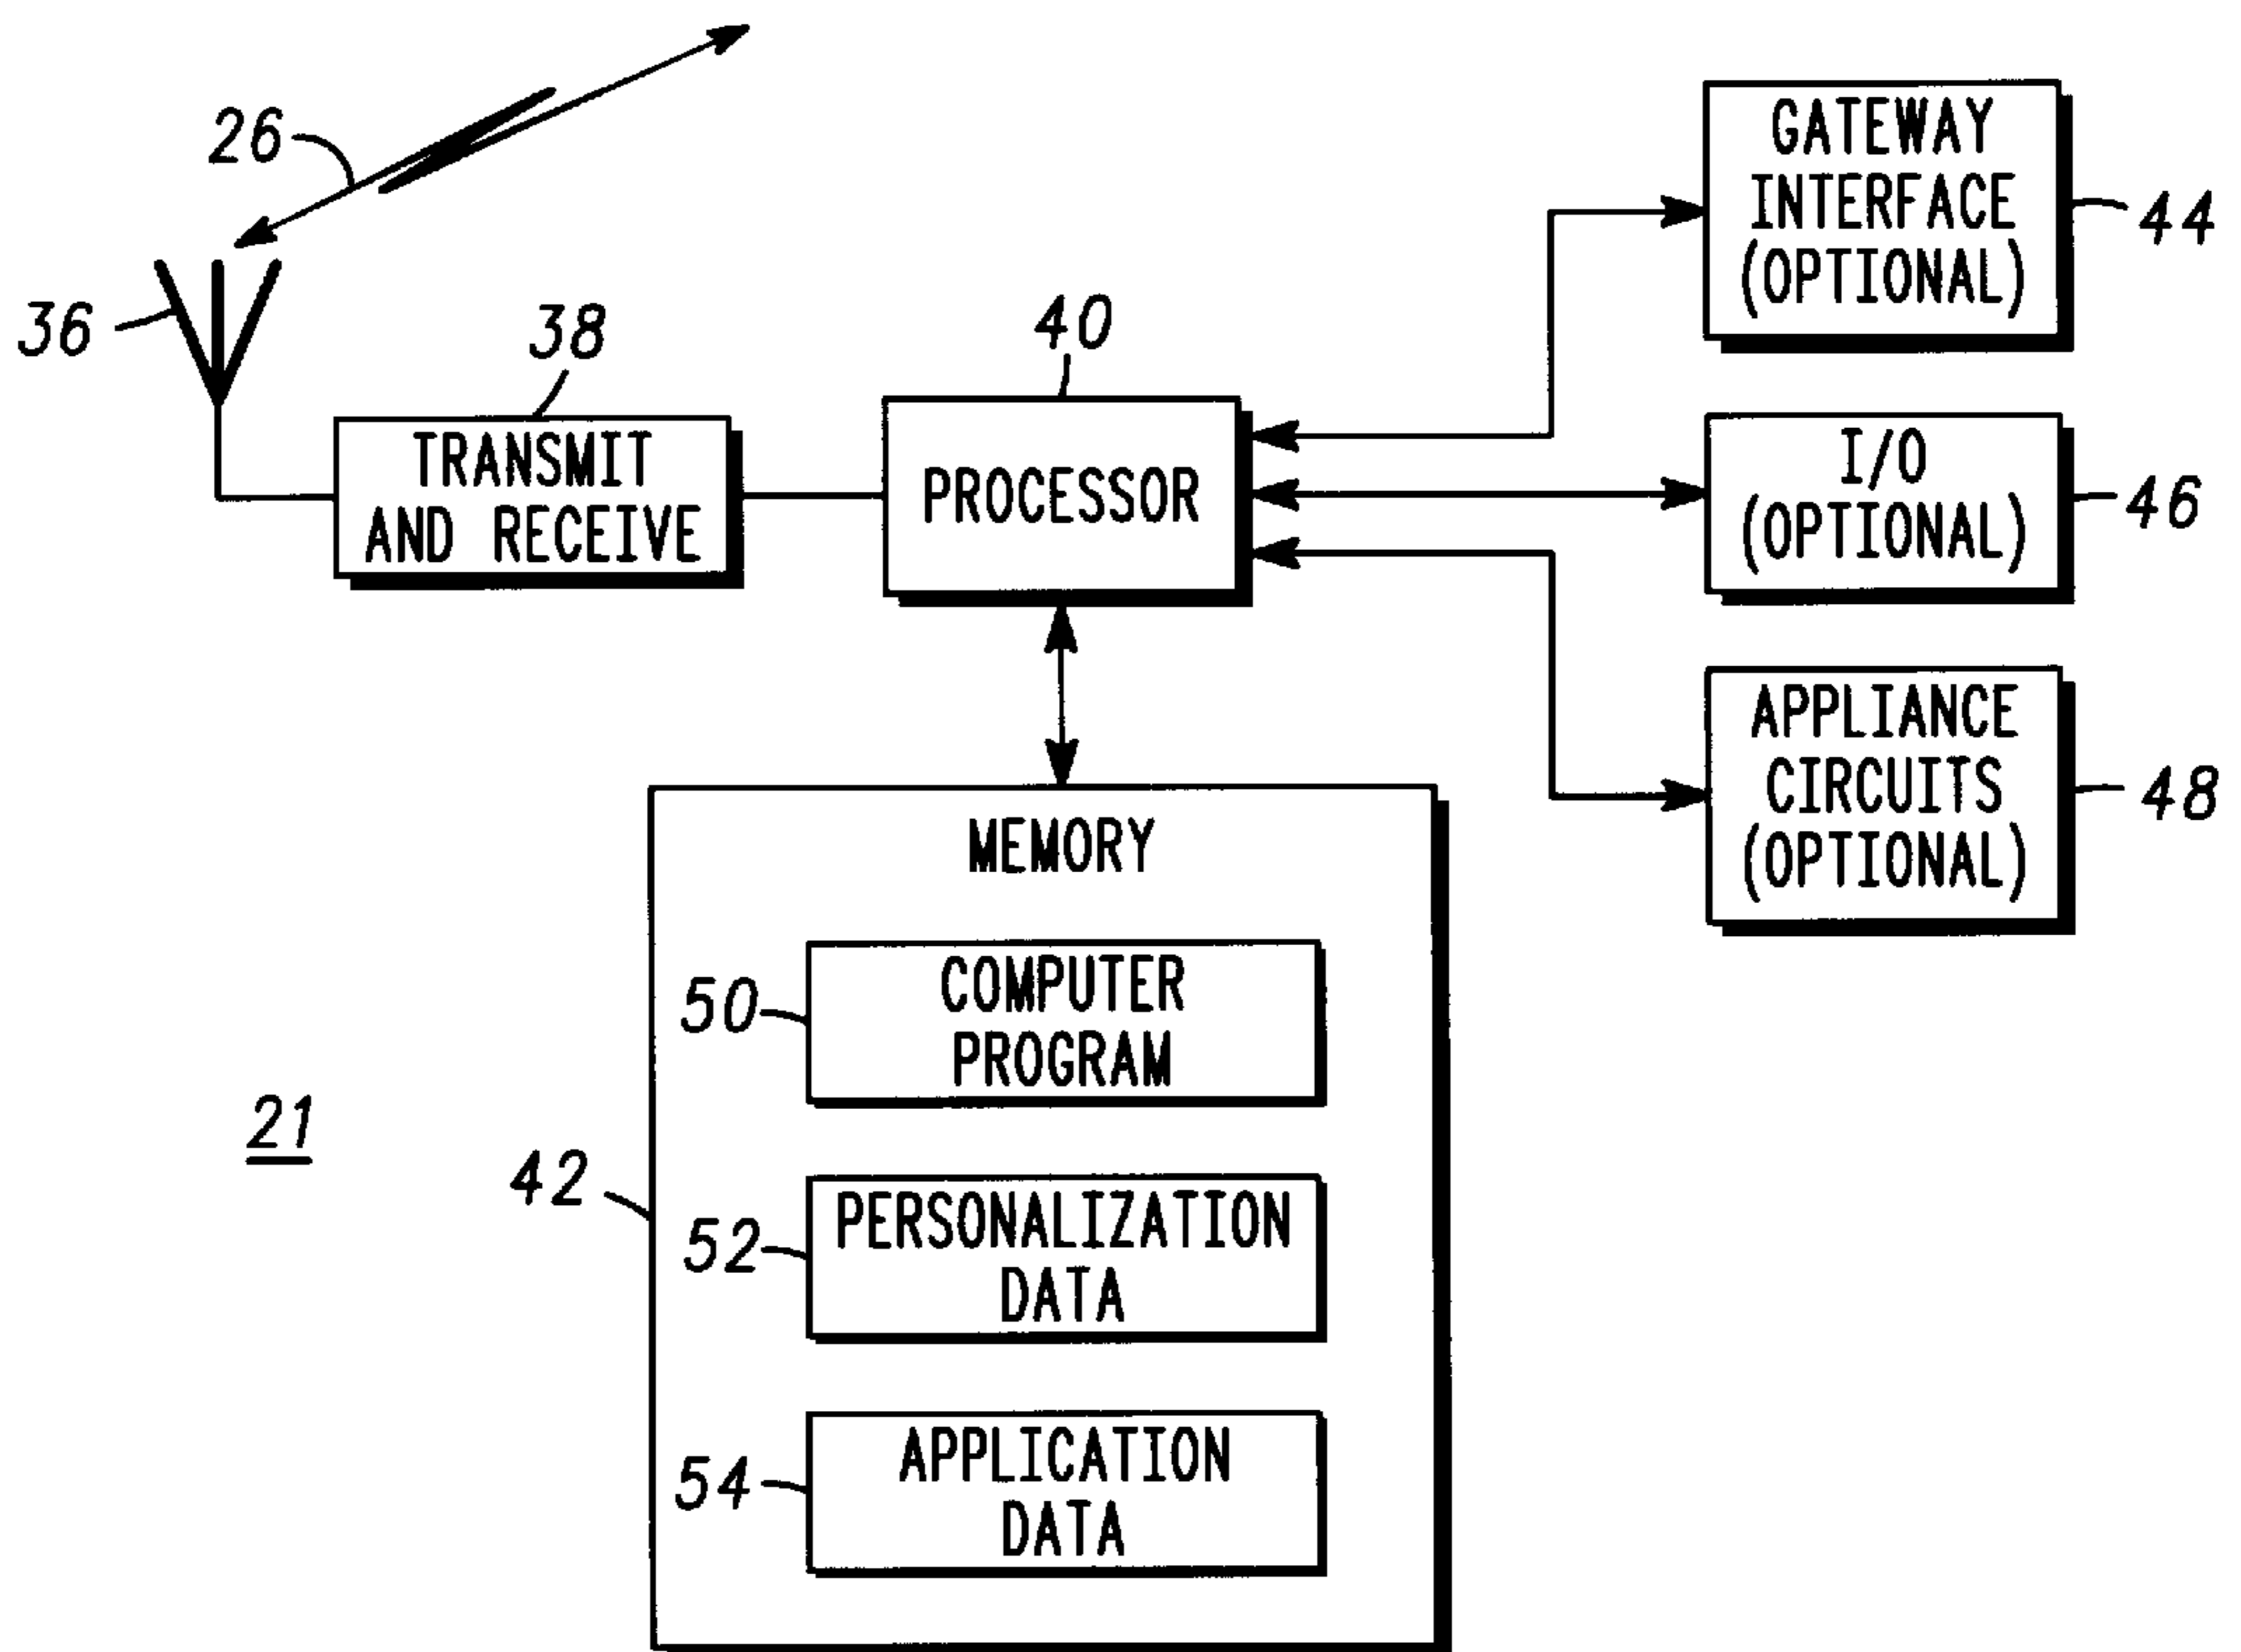 26
36
38
TRANSMIT
AND RECEIVE
40
PROCESSOR
GATEWAY
INTERFACE
(OPTIONAL)
44
I/O
(OPTIONAL)
46
APPLIANCE
CIRCUITS
(OPTIONAL)
48
MEMORY
50
COMPUTER
PROGRAM
21
42
52
PERSONALIZATION
DATA
54
APPLICATION
DATA